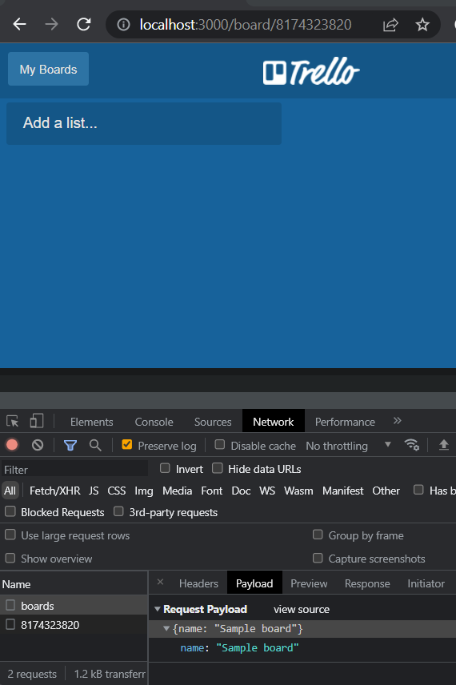 localhost:3000/board/8174323820
My Boards
Trello
Add a list...
Elements Console Sources Network Performance »
Preserve log Disable cache No throttling
Filter Invert Hide data URLs
All Fetch/XHR JS CSS Img Media Font Doc WS Wasm Manifest Other Has b
Blocked Requests 3rd-party requests
Use large request rows Group by frame
Show overview Capture screenshots
Name × Headers Payload Preview Response Initiator
boards
8174323820
Request Payload view source
{name: "Sample board"}
name: "Sample board"
2 requests 1.2 kB transferr